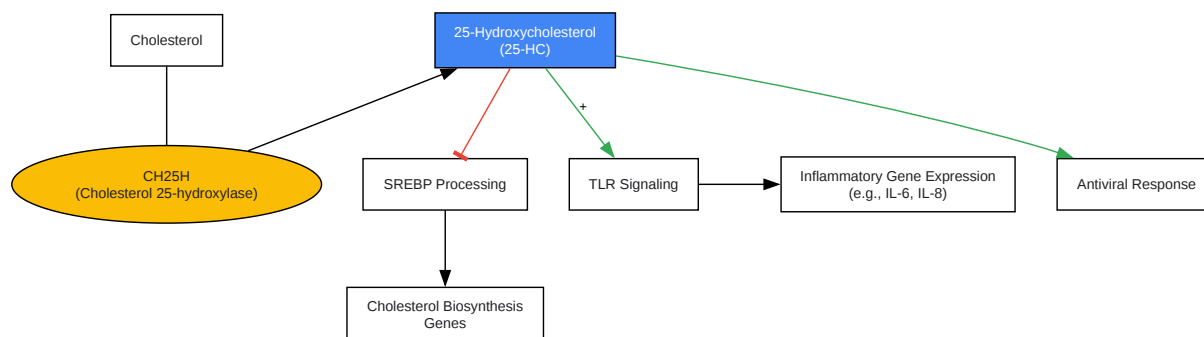 Cholesterol
25-Hydroxycholesterol
(25-HC)
+
CH25H
(Cholesterol 25-hydroxylase)
SREBP Processing
TLR Signaling
Inflammatory Gene Expression
(e.g., IL-6, IL-8)
Antiviral Response
Cholesterol Biosynthesis
Genes